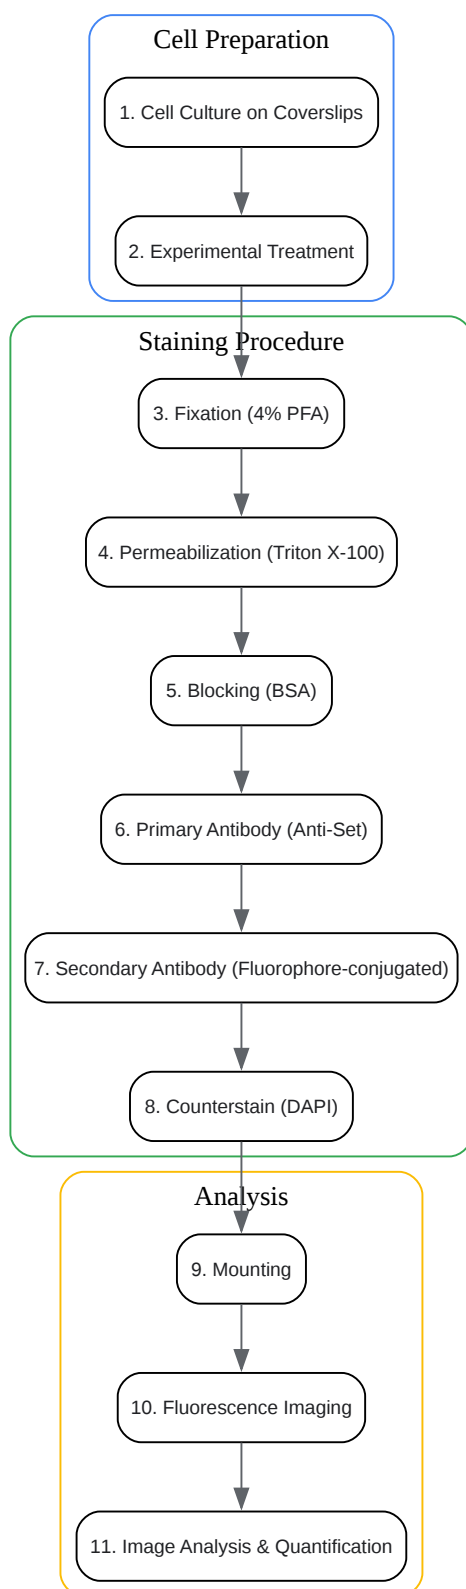 Cell Preparation
1. Cell Culture on Coverslips
2. Experimental Treatment
Staining Procedure
3. Fixation (4% PFA)
4. Permeabilization (Triton X-100)
5. Blocking (BSA)
6. Primary Antibody (Anti-Set)
7. Secondary Antibody (Fluorophore-conjugated)
8. Counterstain (DAPI)
Analysis
9. Mounting
10. Fluorescence Imaging
11. Image Analysis & Quantification